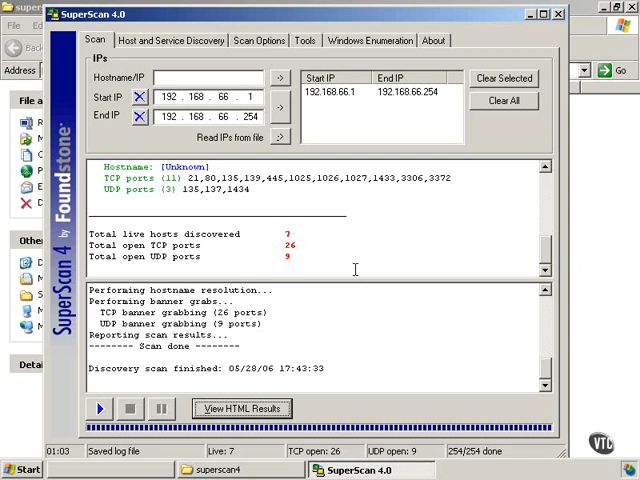 super
SuperScan 4.0
File
Ed
Back
Address
Go
Scan
Host and Service Discovery
Scan Options
Tools
Windows Enumeration
About
IPs
Hostname/IP
->
Start IP
X
192 . 168 . 66 . 1
->
End IP
X
192 . 168 . 66 . 254
Read IPs from file
->
Start IP
End IP
192.168.66.1
192.168.66.254
Clear Selected
Clear All
File a
Other
Detai
SuperScan 4 by Foundstone
Hostname: [Unknown]
TCP ports (11) 21,80,135,139,445,1025,1026,1027,1433,3306,3372
UDP ports (3) 135,137,1434
Total live hosts discovered 7
Total open TCP ports 26
Total open UDP ports 9
Performing hostname resolution...
Performing banner grabs...
TCP banner grabbing (26 ports)
UDP banner grabbing (9 ports)
Reporting scan results...
-------- Scan done --------
Discovery scan finished: 05/28/06 17:43:33
View HTML Results
01:03
Saved log file
Live: 7
TCP open: 26
UDP open: 9
254/254 done
VTC
Start
superscan4
SuperScan 4.0